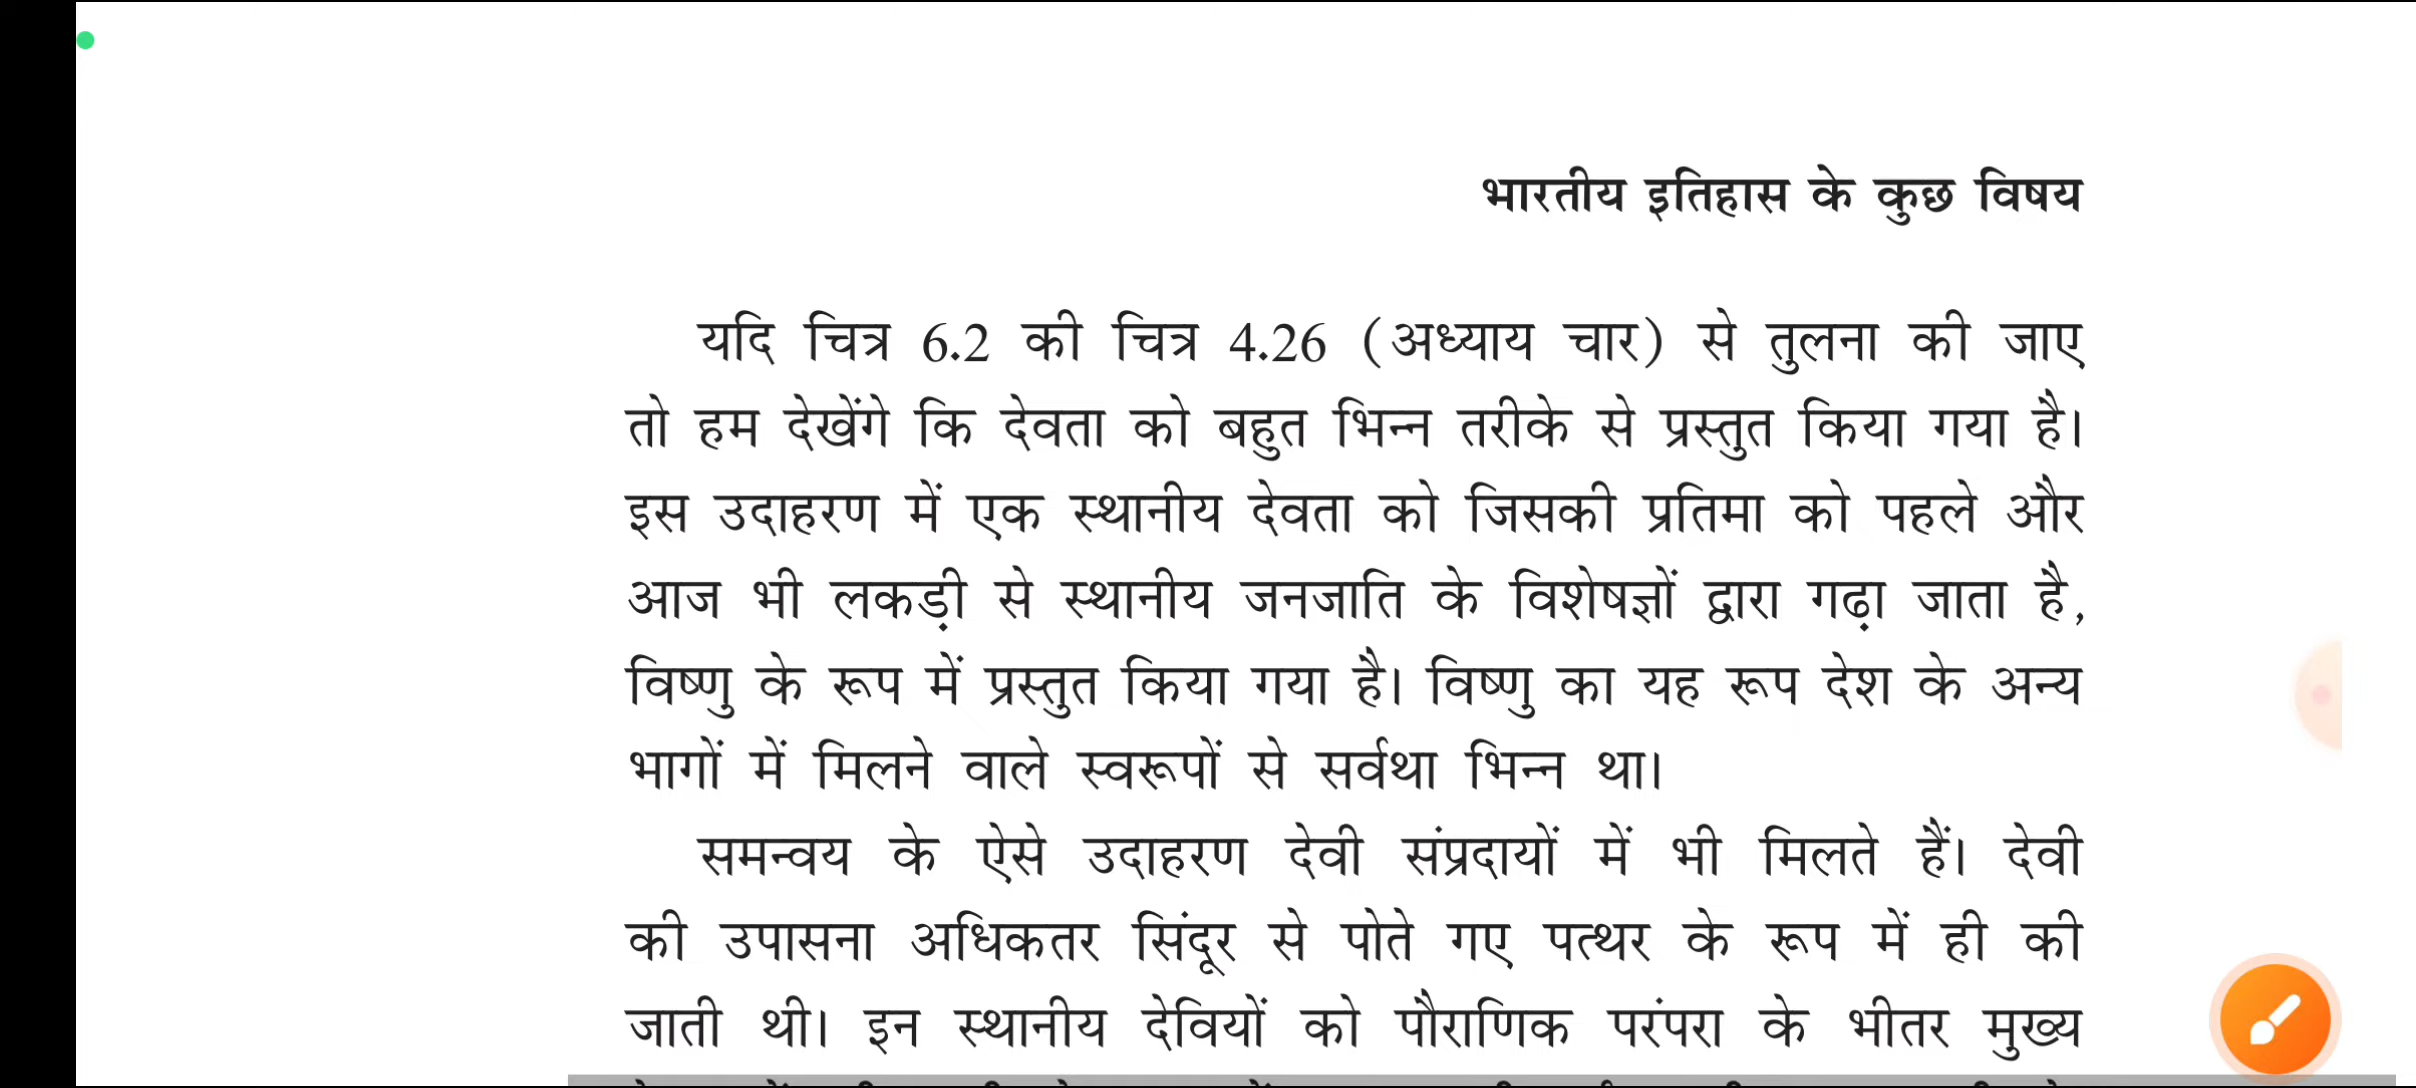 भारतीय इतिहास के कुछ विषय
यदि चित्र 6.2 की चित्र 4.26 (अध्याय चार) से तुलना की जाए
तो हम देखेंगे कि देवता को बहुत भिन्न तरीके से प्रस्तुत किया गया है।
इस उदाहरण में एक स्थानीय देवता को जिसकी प्रतिमा को पहले और
आज भी लकड़ी से स्थानीय जनजाति के विशेषज्ञों द्वारा गढ़ा जाता है,
विष्णु के रूप में प्रस्तुत किया गया है। विष्णु का यह रूप देश के अन्य
भागों में मिलने वाले स्वरूपों से सर्वथा भिन्न था।
समन्वय के ऐसे उदाहरण देवी संप्रदायों में भी मिलते हैं। देवी
की उपासना अधिकतर सिंदूर से पोते गए पत्थर के रूप में ही की
जाती थी। इन स्थानीय देवियों को पौराणिक परंपरा के भीतर मुख्य